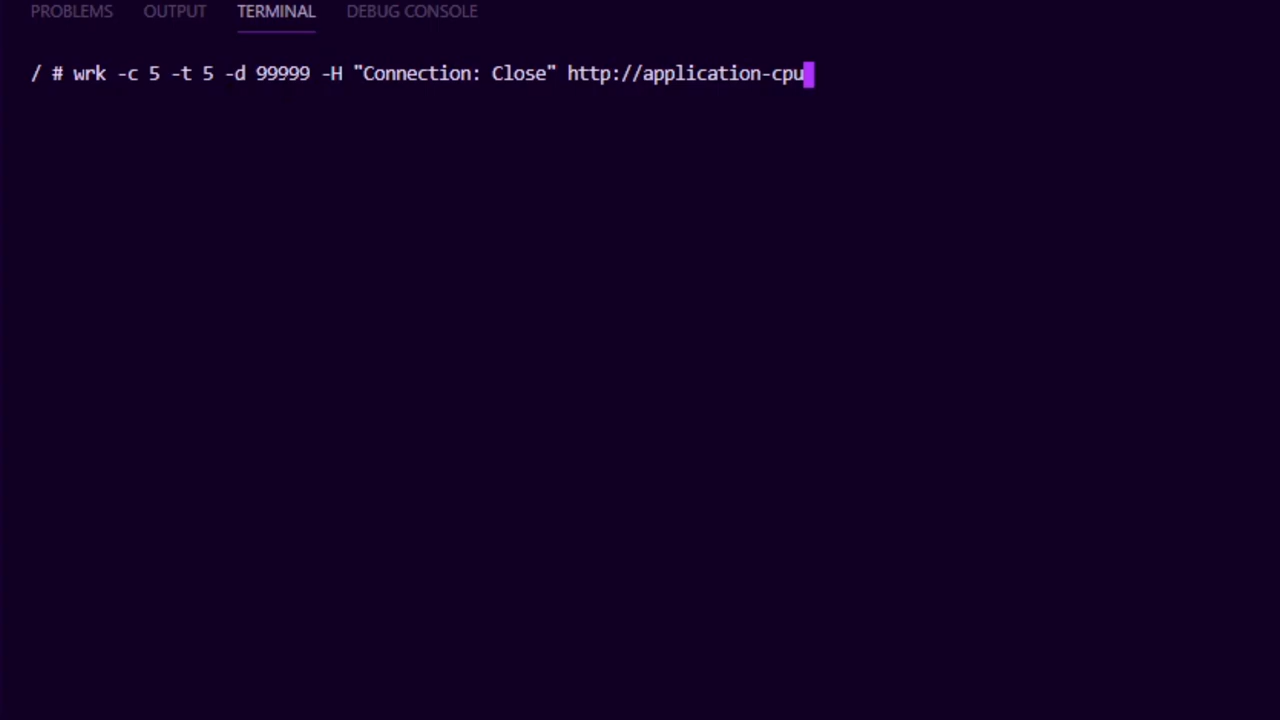 PROBLEMS OUTPUT TERMINAL DEBUG CONSOLE
/ # wrk -c 5 -t 5 -d 99999 -H "Connection: Close" http://application-cpu